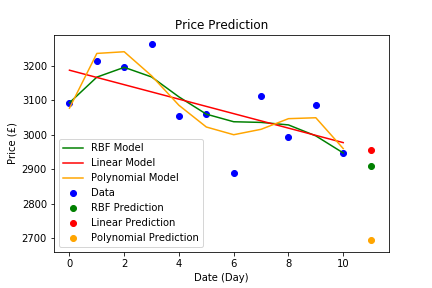 Price Prediction
Price (£)
3200
3100
3000
2900
2800
2700
RBF Model
Linear Model
Polynomial Model
Data
RBF Prediction
Linear Prediction
Polynomial Prediction
0 2 4 6 8 10
Date (Day)